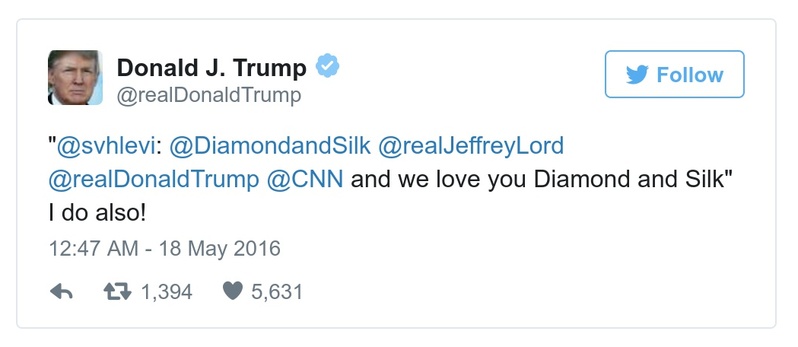 Donald J. Trump
@realDonaldTrump
Follow
"@svhlevi: @DiamondandSilk @realJeffreyLord
@realDonaldTrump @CNN and we love you Diamond and Silk"
I do also!
12:47 AM - 18 May 2016
1,394 5,631